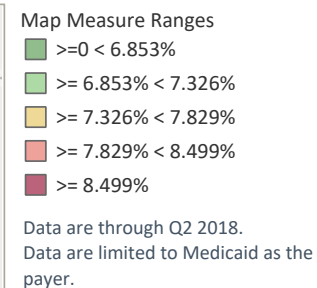 Map Measure Ranges
>=0 < 6.853%
>= 6.853% < 7.326%
>= 7.326% < 7.829%
>= 7.829% < 8.499%
>= 8.499%
Data are through Q2 2018.
Data are limited to Medicaid as the
payer.